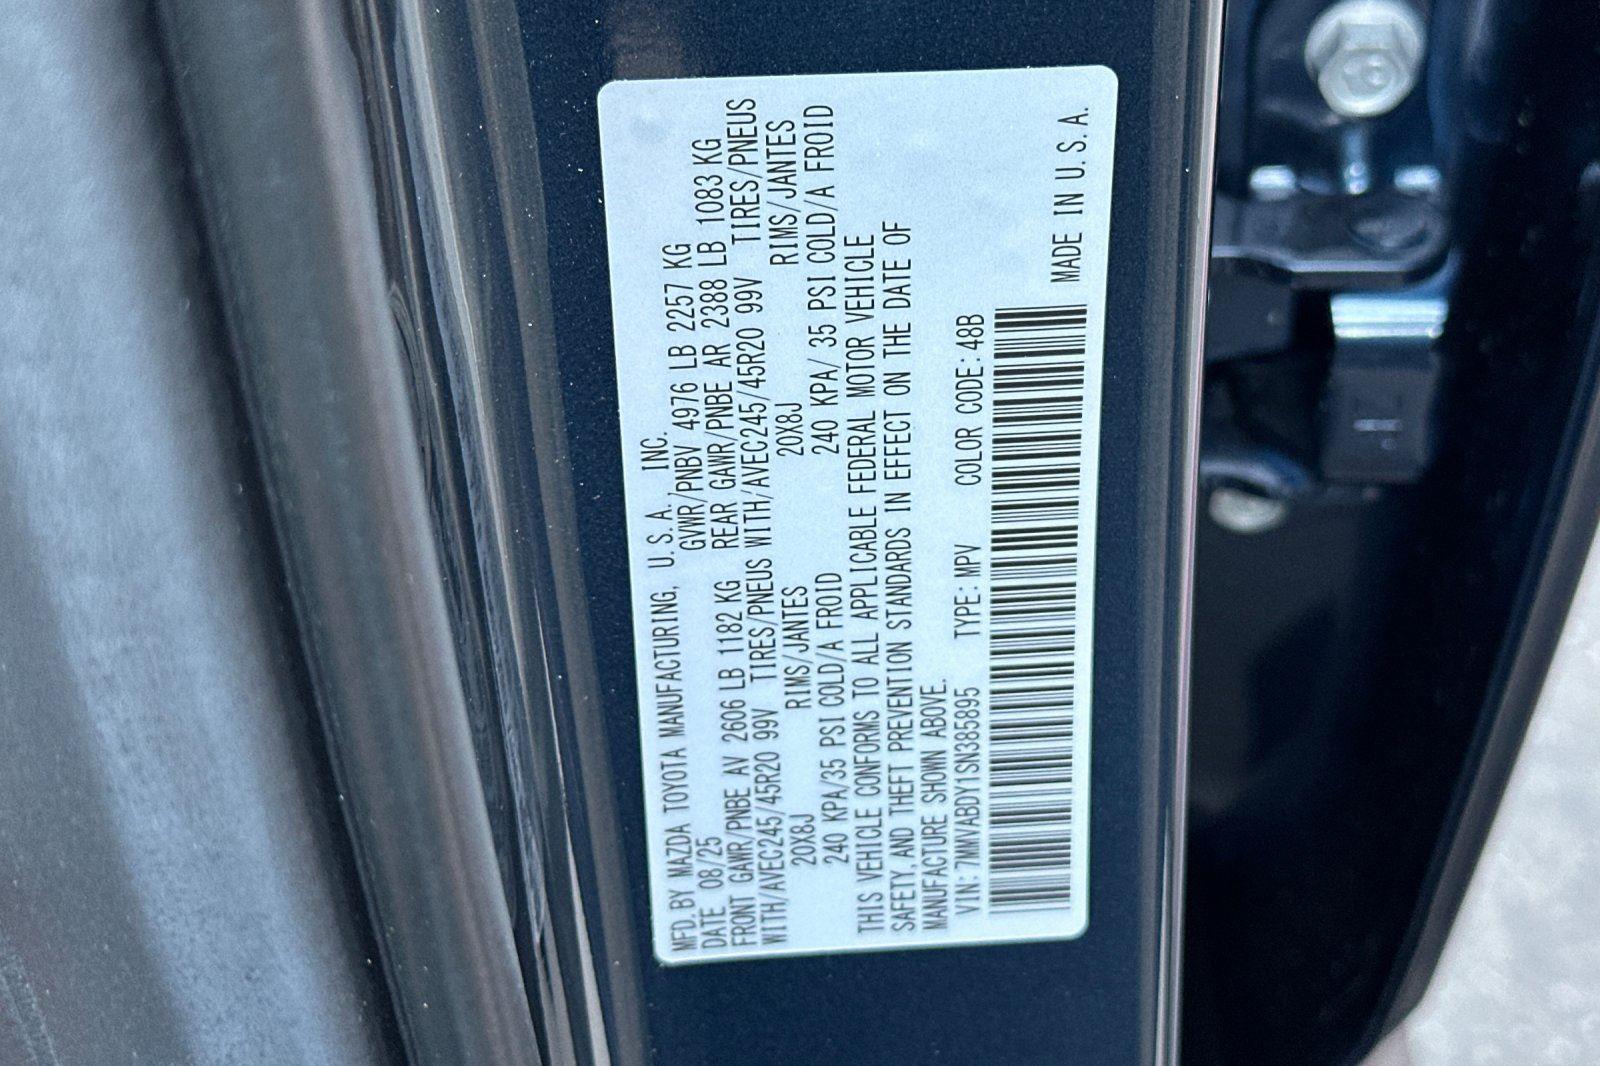 MFD. BY MAZDA TOYOTA MANUFACTURING, U.S.A. INC.
DATE 08/25 GVWR/PNBV 4976 LB 2257 KG
FRONT GAWR/PNBE AV 2606 LB 1182 KG REAR GAWR/PNBE AR 2388 LB 1083 KG
WITH/AVEC245/45R20 99V TIRES/PNEUS WITH/AVEC245/45R20 99V TIRES/PNEUS
20X8J RIMS/JANTES 20X8J RIMS/JANTES
240 KPA/35 PSI COLD/A FROID 240 KPA/ 35 PSI COLD/A FROID
THIS VEHICLE CONFORMS TO ALL APPLICABLE FEDERAL MOTOR VEHICLE
SAFETY, AND THEFT PREVENTION STANDARDS IN EFFECT ON THE DATE OF
MANUFACTURE SHOWN ABOVE.
VIN: 7MMVABDY1SN385895 TYPE: MPV COLOR CODE: 48B
MADE IN U.S.A.